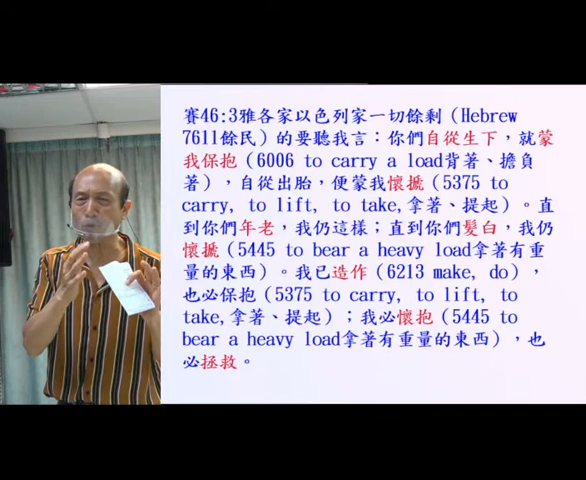 賽46:3雅各家以色列家一切餘剩（Hebrew
7611餘民）的要聽我言：你們自從生下，就蒙
我保抱（6006 to carry a load背著、擔負
著），自從出胎，便蒙我懷搋（5375 to
carry, to lift, to take,拿著、提起）。直
到你們年老，我仍這樣；直到你們髮白，我仍
懷搋（5445 to bear a heavy load拿著有重
量的東西）。我已造作（6213 make, do），
也必保抱（5375 to carry, to lift, to
take,拿著、提起）；我必懷抱（5445 to
bear a heavy load拿著有重量的東西），也
必拯救。